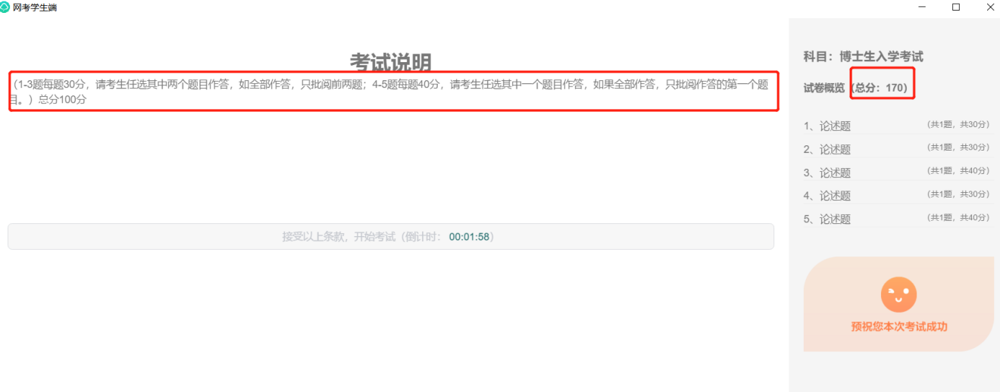 网考学生端
考试说明
（1-3题每题30分，请考生任选其中两个题目作答，如全部作答，只批阅前两题；4-5题每题40分，请考生任选其中一个题目作答，如果全部作答，只批阅作答的第一个题
目。）总分100分
接受以上条款，开始考试（倒计时： 00:01:58）
科目：博士生入学考试
试卷概览（总分：170）
1、论述题 （共1题，共30分）
2、论述题 （共1题，共30分）
3、论述题 （共1题，共40分）
4、论述题 （共1题，共30分）
5、论述题 （共1题，共40分）
预祝您本次考试成功